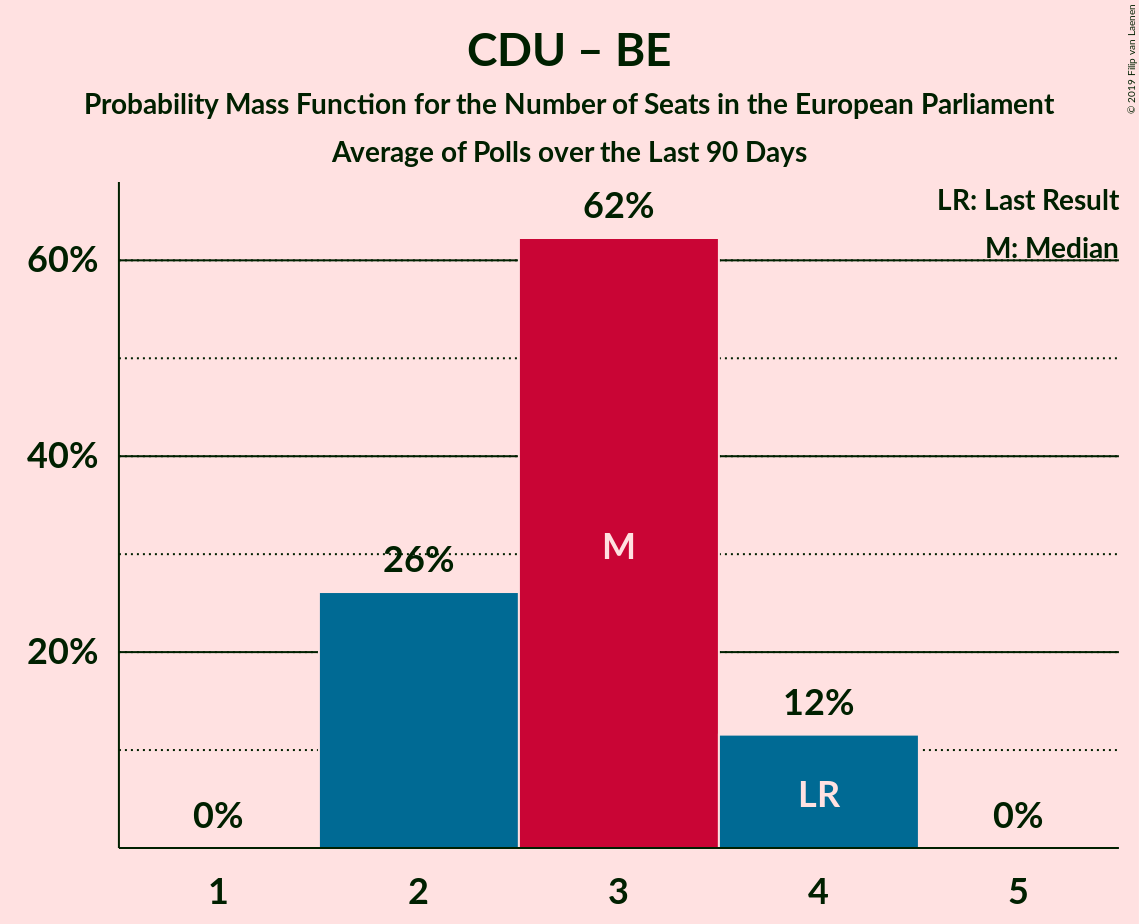 CDU – BE
Probability Mass Function for the Number of Seats in the European Parliament
Average of Polls over the Last 90 Days
© 2019 Filip van Laenen
LR: Last Result
M: Median
62%
60%
40%
26%
M
20%
12%
LR
0%
0%
1 2 3 4 5